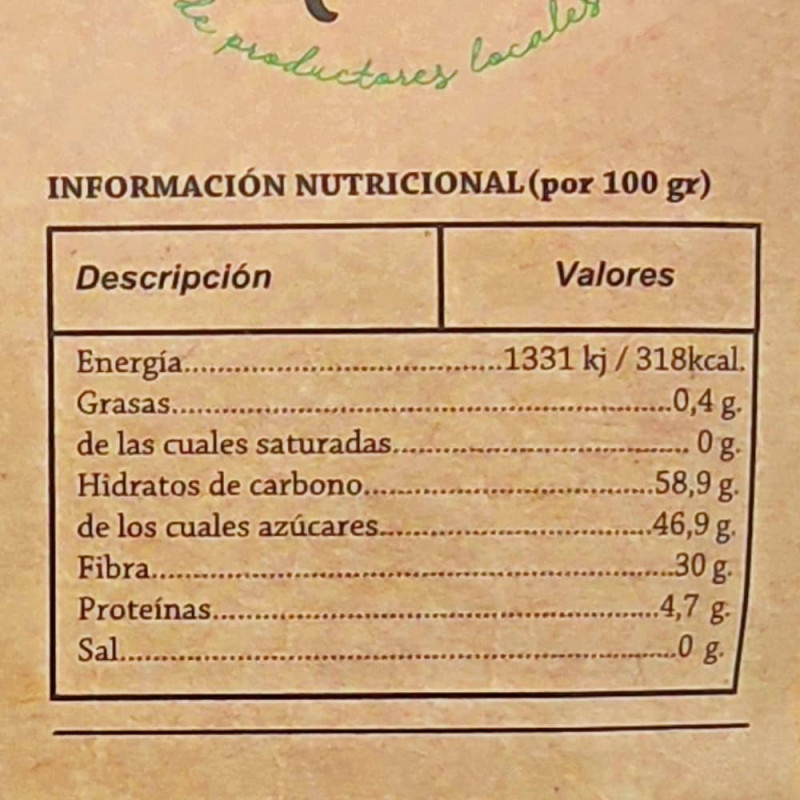 de productores locales
INFORMACIÓN NUTRICIONAL (por 100 gr)
Descripción Valores
Energía.......................................1331 kj / 318kcal.
Grasas............................................................0,4 g.
de las cuales saturadas.................................... 0 g.
Hidratos de carbono...................................58,9 g.
de los cuales azúcares.................................46,9 g.
Fibra...............................................................30 g.
Proteínas......................................................4,7 g.
Sal...................................................................0 g.